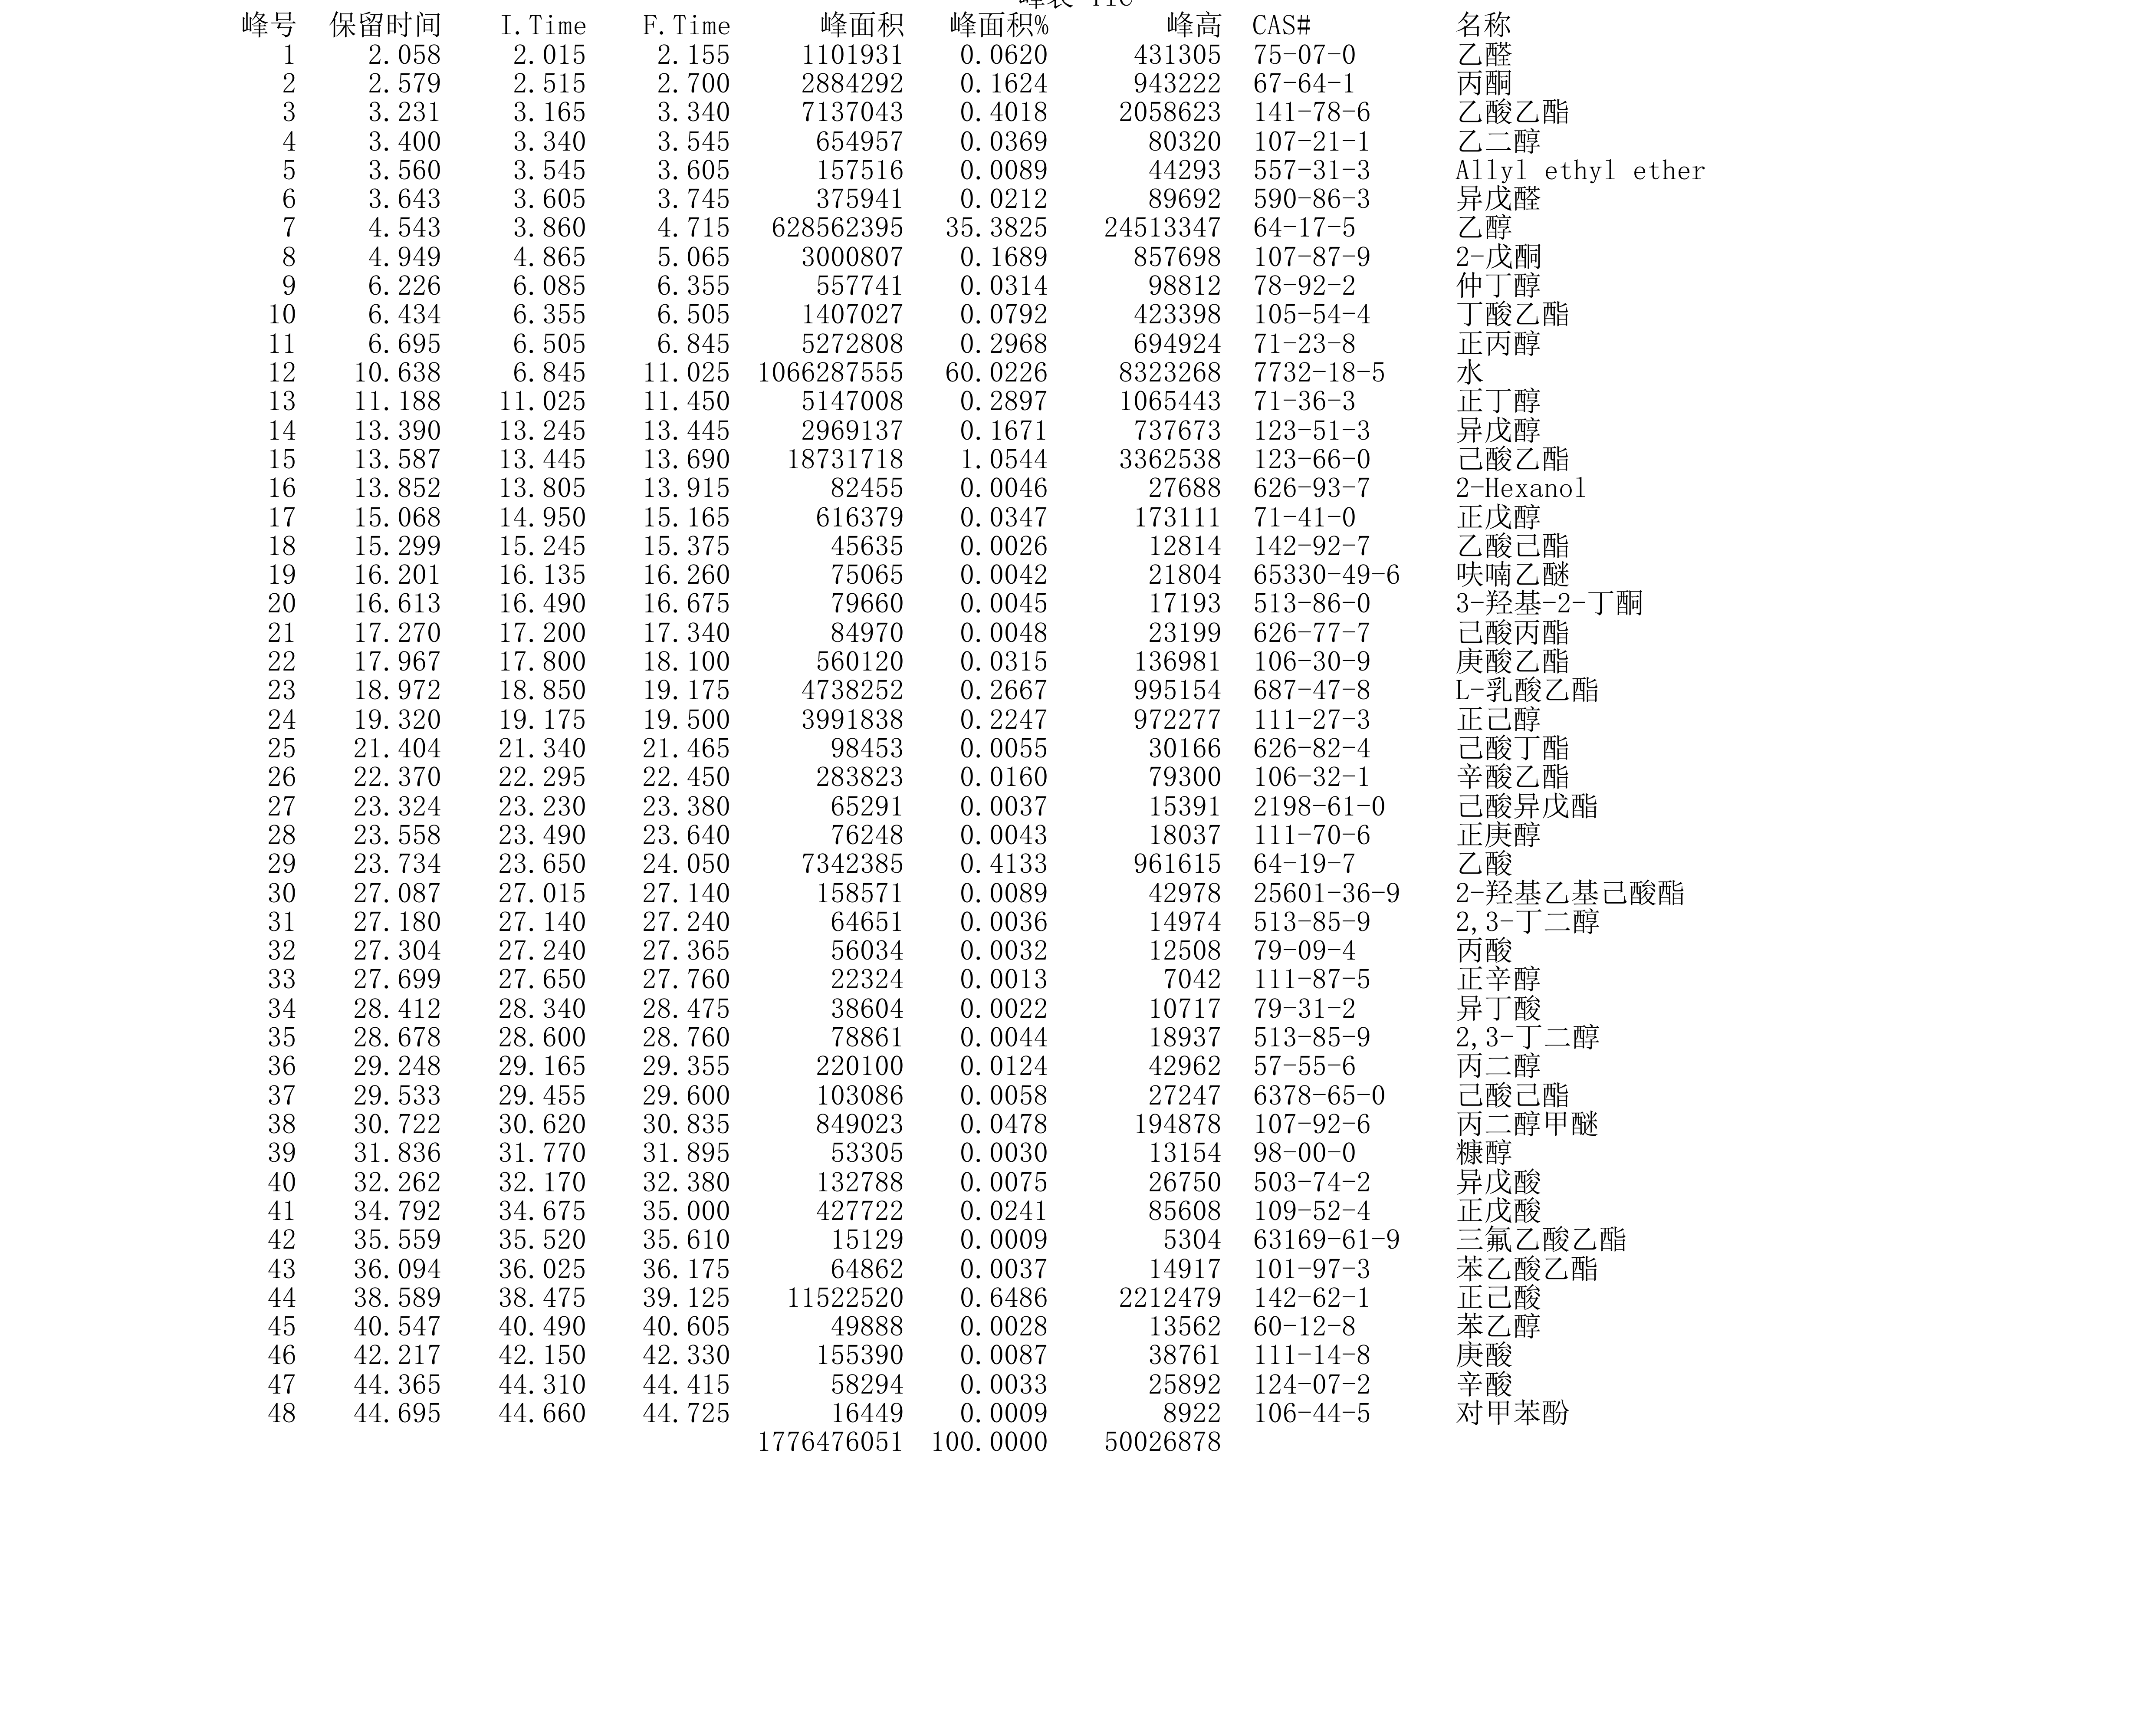 峰表 TIC
峰号 保留时间 I.Time F.Time 峰面积 峰面积% 峰高 CAS# 名称
1 2.058 2.015 2.155 1101931 0.0620 431305 75-07-0 乙醛
2 2.579 2.515 2.700 2884292 0.1624 943222 67-64-1 丙酮
3 3.231 3.165 3.340 7137043 0.4018 2058623 141-78-6 乙酸乙酯
4 3.400 3.340 3.545 654957 0.0369 80320 107-21-1 乙二醇
5 3.560 3.545 3.605 157516 0.0089 44293 557-31-3 Allyl ethyl ether
6 3.643 3.605 3.745 375941 0.0212 89692 590-86-3 异戊醛
7 4.543 3.860 4.715 628562395 35.3825 24513347 64-17-5 乙醇
8 4.949 4.865 5.065 3000807 0.1689 857698 107-87-9 2-戊酮
9 6.226 6.085 6.355 557741 0.0314 98812 78-92-2 仲丁醇
10 6.434 6.355 6.505 1407027 0.0792 423398 105-54-4 丁酸乙酯
11 6.695 6.505 6.845 5272808 0.2968 694924 71-23-8 正丙醇
12 10.638 6.845 11.025 1066287555 60.0226 8323268 7732-18-5 水
13 11.188 11.025 11.450 5147008 0.2897 1065443 71-36-3 正丁醇
14 13.390 13.245 13.445 2969137 0.1671 737673 123-51-3 异戊醇
15 13.587 13.445 13.690 18731718 1.0544 3362538 123-66-0 己酸乙酯
16 13.852 13.805 13.915 82455 0.0046 27688 626-93-7 2-Hexanol
17 15.068 14.950 15.165 616379 0.0347 173111 71-41-0 正戊醇
18 15.299 15.245 15.375 45635 0.0026 12814 142-92-7 乙酸己酯
19 16.201 16.135 16.260 75065 0.0042 21804 65330-49-6 呋喃乙醚
20 16.613 16.490 16.675 79660 0.0045 17193 513-86-0 3-羟基-2-丁酮
21 17.270 17.200 17.340 84970 0.0048 23199 626-77-7 己酸丙酯
22 17.967 17.800 18.100 560120 0.0315 136981 106-30-9 庚酸乙酯
23 18.972 18.850 19.175 4738252 0.2667 995154 687-47-8 L-乳酸乙酯
24 19.320 19.175 19.500 3991838 0.2247 972277 111-27-3 正己醇
25 21.404 21.340 21.465 98453 0.0055 30166 626-82-4 己酸丁酯
26 22.370 22.295 22.450 283823 0.0160 79300 106-32-1 辛酸乙酯
27 23.324 23.230 23.380 65291 0.0037 15391 2198-61-0 己酸异戊酯
28 23.558 23.490 23.640 76248 0.0043 18037 111-70-6 正庚醇
29 23.734 23.650 24.050 7342385 0.4133 961615 64-19-7 乙酸
30 27.087 27.015 27.140 158571 0.0089 42978 25601-36-9 2-羟基乙基己酸酯
31 27.180 27.140 27.240 64651 0.0036 14974 513-85-9 2,3-丁二醇
32 27.304 27.240 27.365 56034 0.0032 12508 79-09-4 丙酸
33 27.699 27.650 27.760 22324 0.0013 7042 111-87-5 正辛醇
34 28.412 28.340 28.475 38604 0.0022 10717 79-31-2 异丁酸
35 28.678 28.600 28.760 78861 0.0044 18937 513-85-9 2,3-丁二醇
36 29.248 29.165 29.355 220100 0.0124 42962 57-55-6 丙二醇
37 29.533 29.455 29.600 103086 0.0058 27247 6378-65-0 己酸己酯
38 30.722 30.620 30.835 849023 0.0478 194878 107-92-6 丙二醇甲醚
39 31.836 31.770 31.895 53305 0.0030 13154 98-00-0 糠醇
40 32.262 32.170 32.380 132788 0.0075 26750 503-74-2 异戊酸
41 34.792 34.675 35.000 427722 0.0241 85608 109-52-4 正戊酸
42 35.559 35.520 35.610 15129 0.0009 5304 63169-61-9 三氟乙酸乙酯
43 36.094 36.025 36.175 64862 0.0037 14917 101-97-3 苯乙酸乙酯
44 38.589 38.475 39.125 11522520 0.6486 2212479 142-62-1 正己酸
45 40.547 40.490 40.605 49888 0.0028 13562 60-12-8 苯乙醇
46 42.217 42.150 42.330 155390 0.0087 38761 111-14-8 庚酸
47 44.365 44.310 44.415 58294 0.0033 25892 124-07-2 辛酸
48 44.695 44.660 44.725 16449 0.0009 8922 106-44-5 对甲苯酚
1776476051 100.0000 50026878